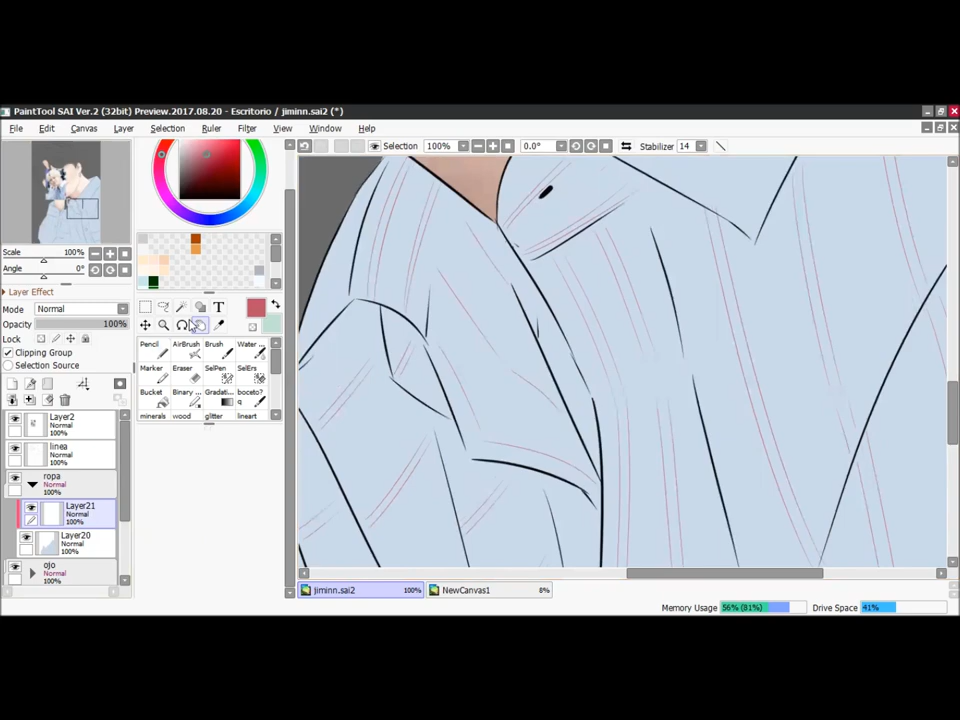 PaintTool SAI Ver.2 (32bit) Preview.2017.08.20 - Escritorio / jiminn.sai2 (*)
File Edit Canvas Layer Selection Ruler Filter View Window Help
Selection 100% 0.0° Stabilizer 14
Scale 100%
Angle 0°
Layer Effect
Mode Normal
Opacity 100%
Lock
Clipping Group
Selection Source
T
Pencil AirBrush Brush Water ..
Marker Eraser SelPen SelErs
Bucket Binary .. Gradati.. boceto?
q
minerals wood glitter lineart
Layer2
Normal
100%
linea
Normal
100%
ropa
Normal
100%
Layer21
Normal
100%
Layer20
Normal
100%
ojo
Normal
100%
jiminn.sai2 100% NewCanvas1 8%
Memory Usage 56% (81%) Drive Space 41%